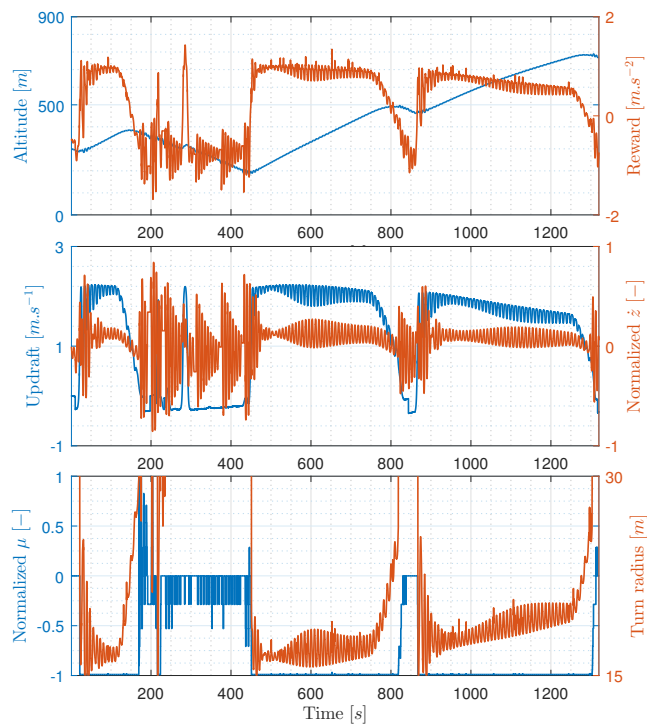 900
500
0
Altitude [m]
2
0
-2
Reward [m.s⁻²]
200 400 600 800 1000 1200
3
1
-1
Updraft [m.s⁻¹]
1
0
-1
Normalized ż [−]
200 400 600 800 1000 1200
1
0.5
0
-0.5
-1
Normalized μ [−]
30
15
Turn radius [m]
200 400 600 800 1000 1200
Time [s]